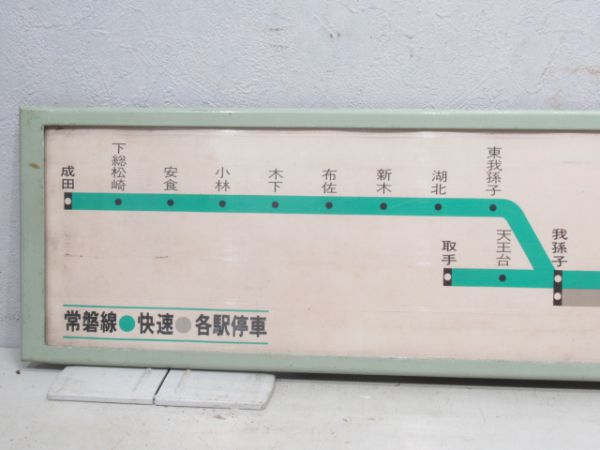 成田
下総松崎
安食
小林
木下
布佐
新木
湖北
東我孫子
取手
天王台
我孫子
常磐線●快速●各駅停車